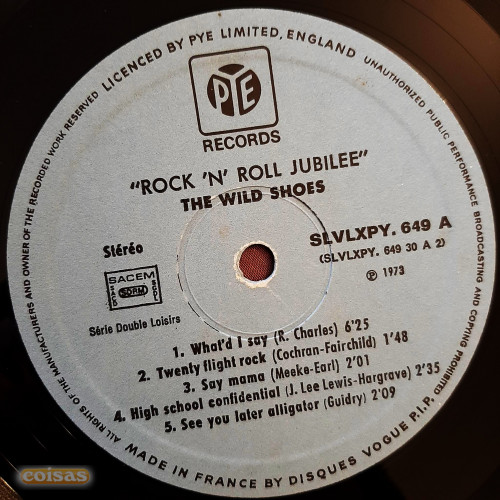 LICENCED BY PYE LIMITED, ENGLAND
UNAUTHORIZED PUBLIC PERFORMANCE BROADCASTING AND COPYING PROHIBITED
ALL RIGHTS OF THE MANUFACTURERS AND OWNER OF THE RECORDED WORK RESERVED
PYE
RECORDS
"ROCK 'N' ROLL JUBILEE"
THE WILD SHOES
Stéréo
SLVLXPY. 649 A
(SLVLXPY. 649 30 A 2)
℗ 1973
SACEM
SDRM
SACD
SGDL
Série Double Loisirs
1. What'd I say (R. Charles) 6'25
2. Twenty flight rock (Cochran-Fairchild) 1'48
3. Say mama (Meeke-Earl) 2'01
4. High school confidential (J. Lee Lewis-Hargrave) 2'35
5. See you later alligator (Guidry) 2'09
MADE IN FRANCE BY DISQUES VOGUE P.I.P.
coisas